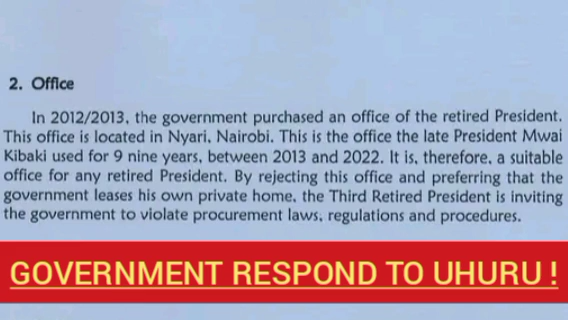 2. Office
In 2012/2013, the government purchased an office of the retired President.
This office is located in Nyari, Nairobi. This is the office the late President Mwai
Kibaki used for 9 nine years, between 2013 and 2022. It is, therefore, a suitable
office for any retired President. By rejecting this office and preferring that the
government leases his own private home, the Third Retired President is inviting
the government to violate procurement laws, regulations and procedures.
GOVERNMENT RESPOND TO UHURU !